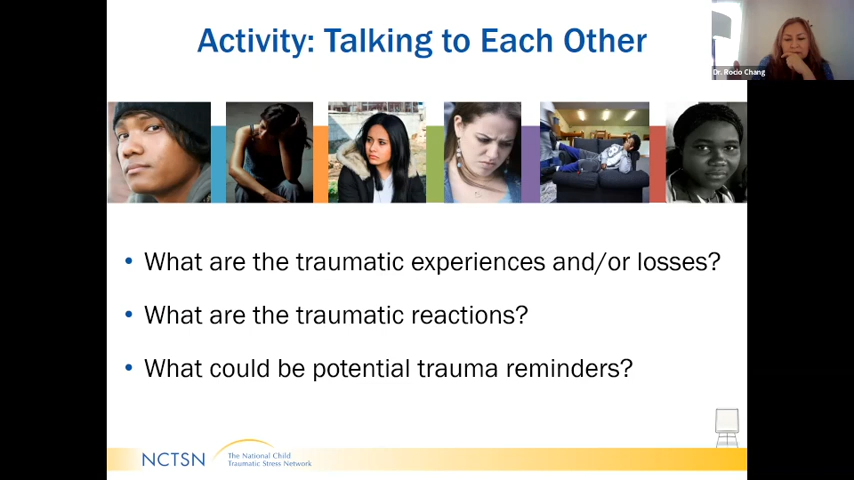 Activity: Talking to Each Other
Dr. Rocio Chang
• What are the traumatic experiences and/or losses?
• What are the traumatic reactions?
• What could be potential trauma reminders?
NCTSN
The National Child
Traumatic Stress Network